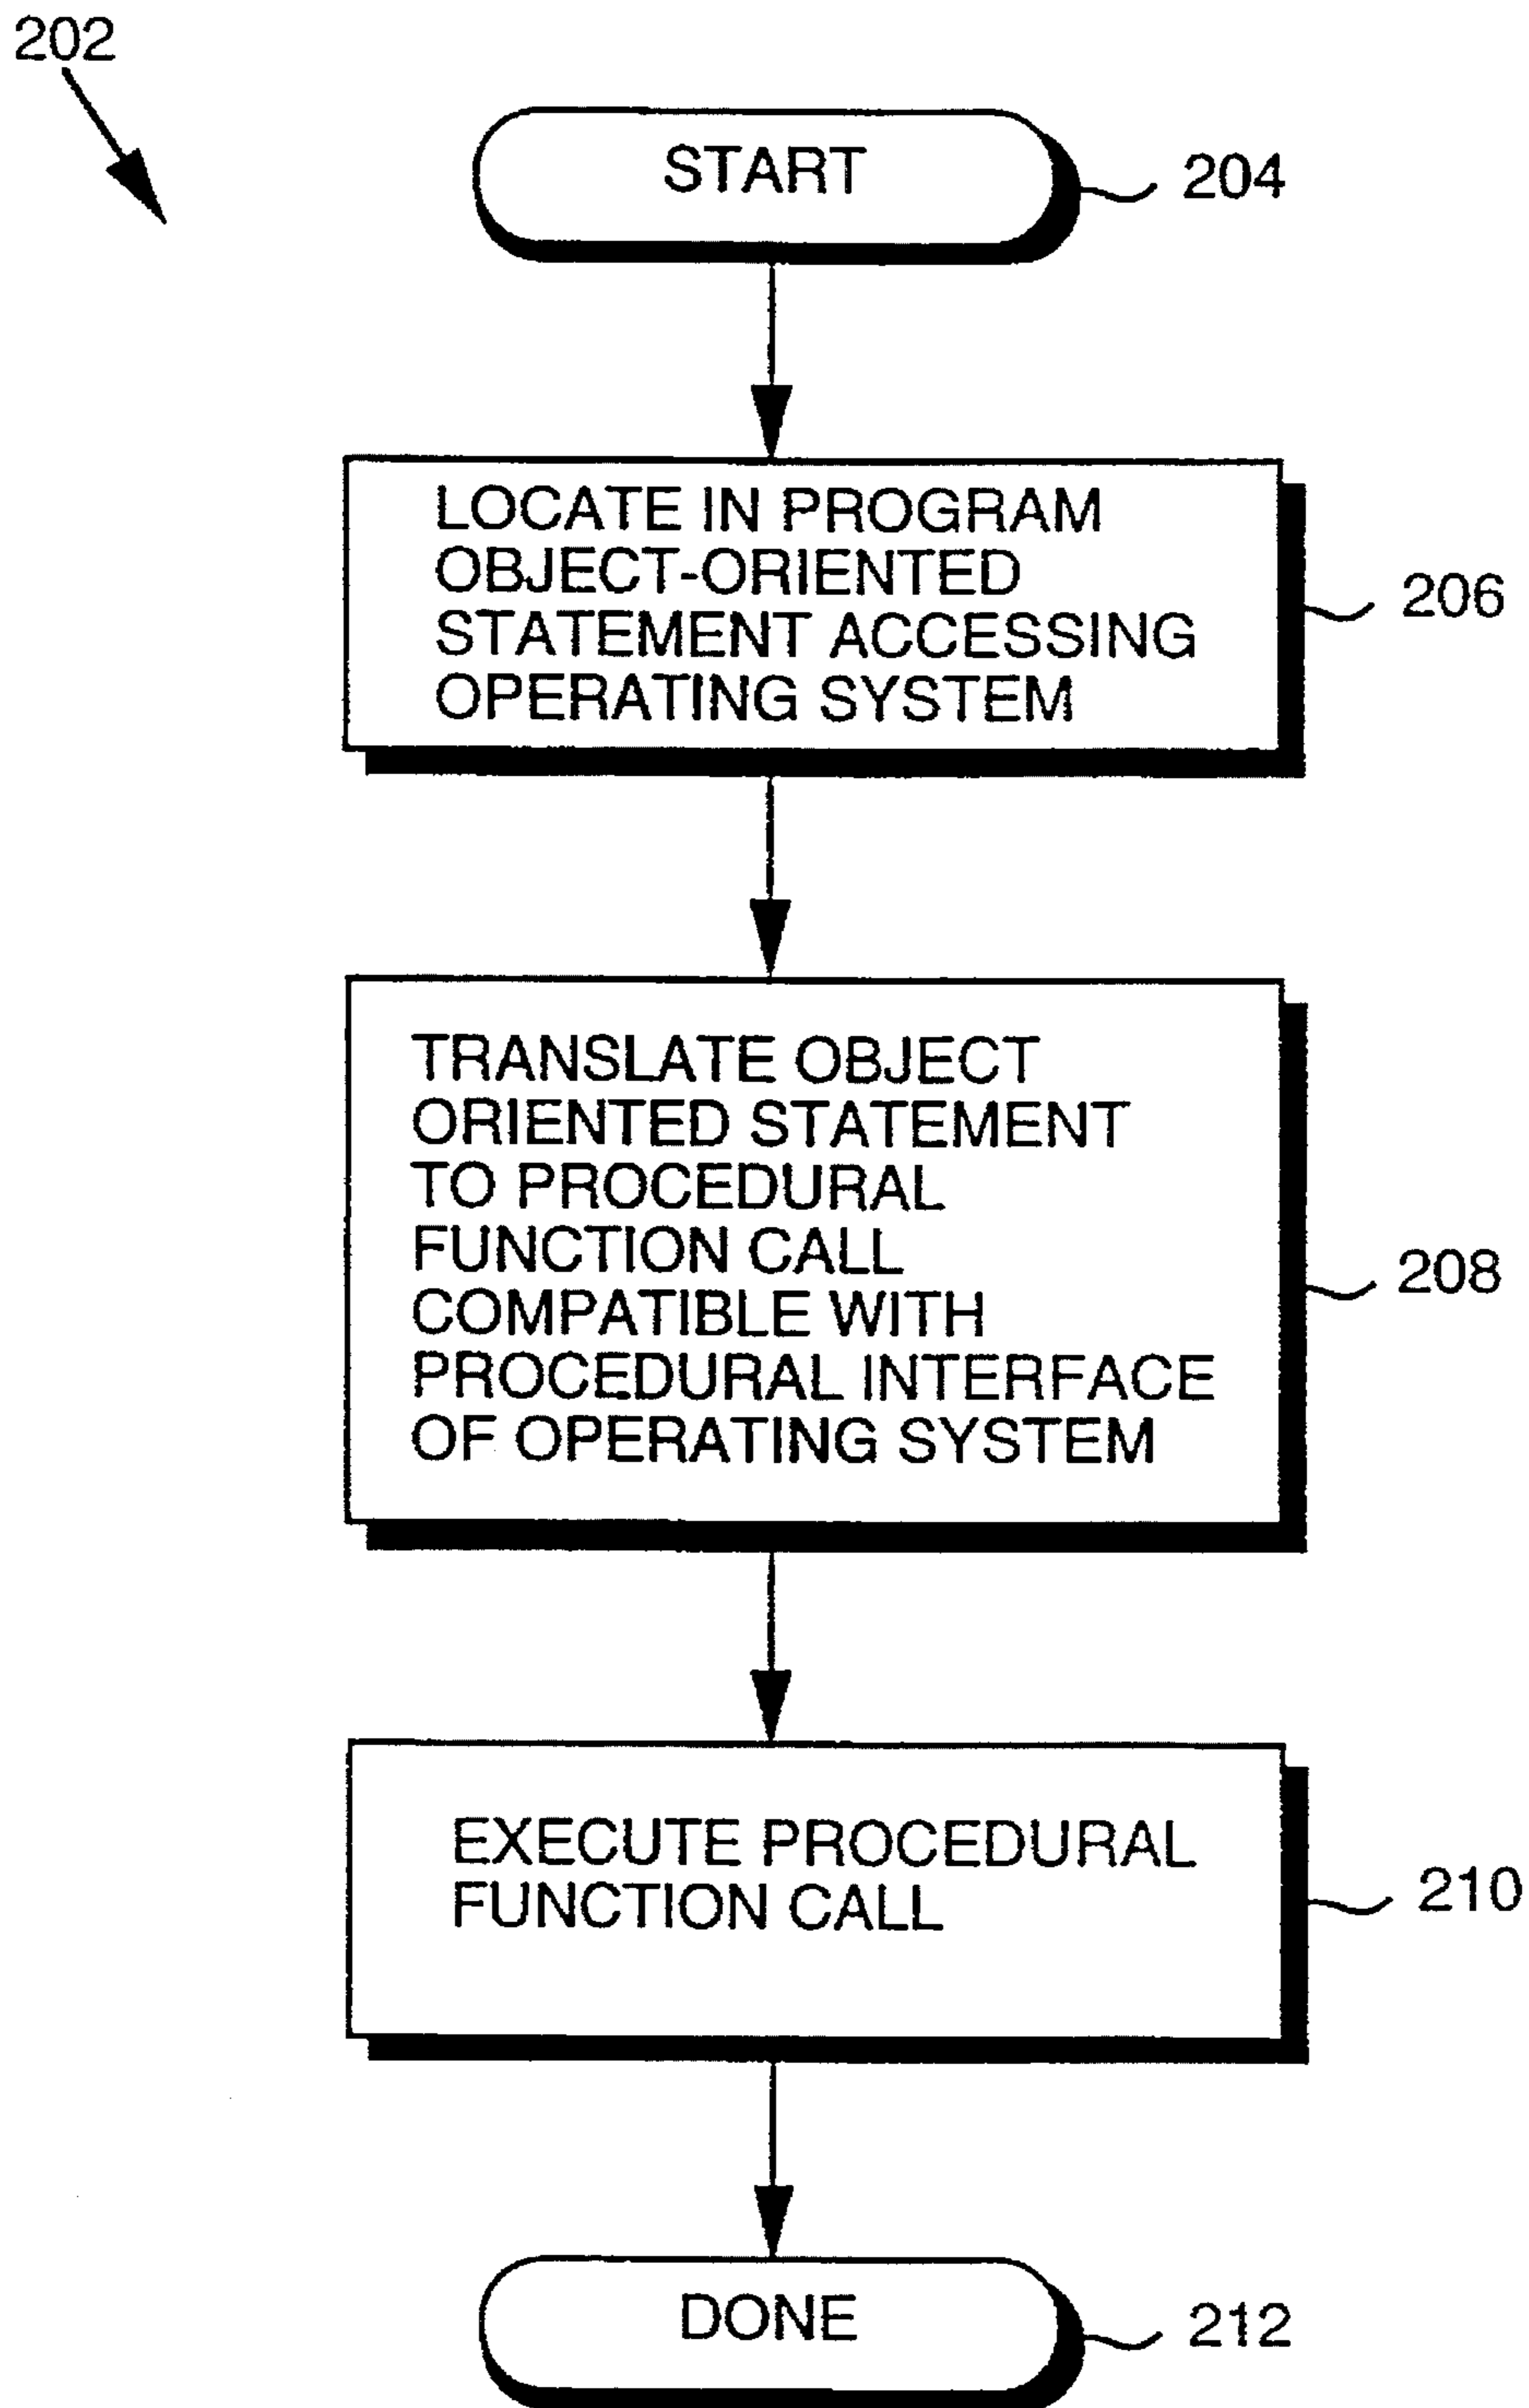 202
START
204
LOCATE IN PROGRAM
OBJECT-ORIENTED
STATEMENT ACCESSING
OPERATING SYSTEM
206
TRANSLATE OBJECT
ORIENTED STATEMENT
TO PROCEDURAL
FUNCTION CALL
COMPATIBLE WITH
PROCEDURAL INTERFACE
OF OPERATING SYSTEM
208
EXECUTE PROCEDURAL
FUNCTION CALL
210
DONE
212